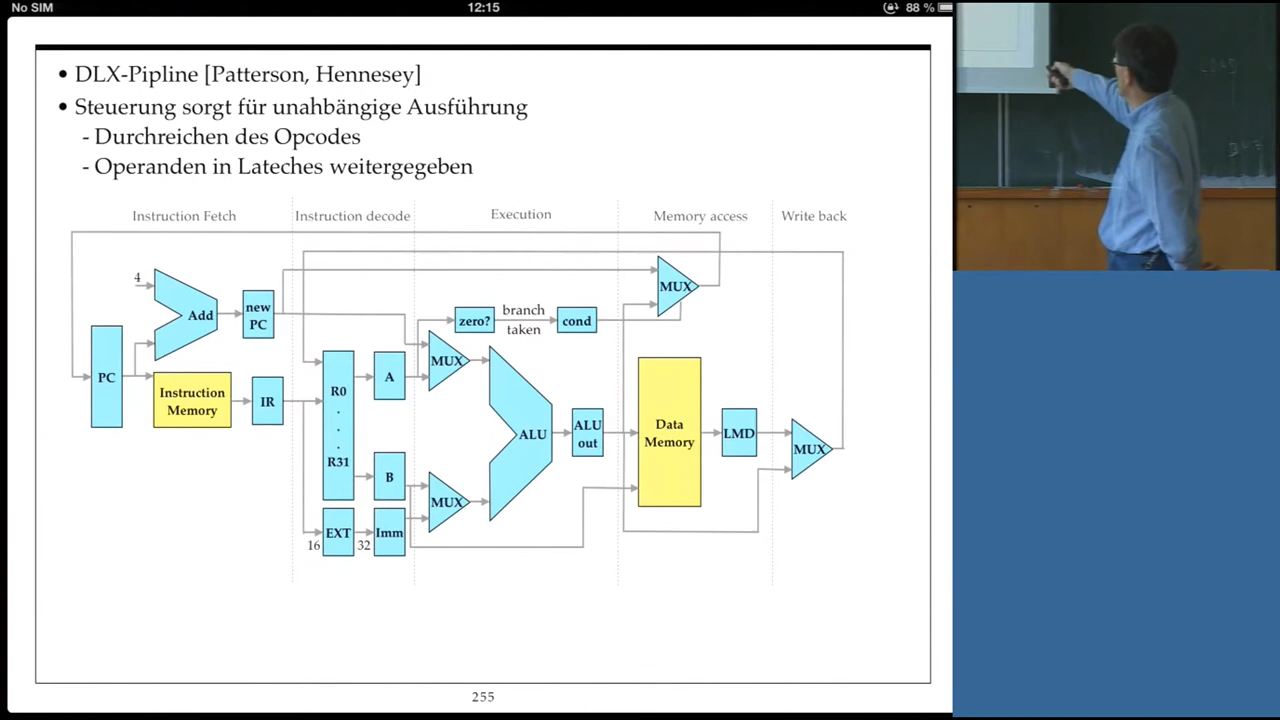 No SIM 12:15 88 %
• DLX-Pipline [Patterson, Hennesey]
• Steuerung sorgt für unahbängige Ausführung
- Durchreichen des Opcodes
- Operanden in Lateches weitergegeben
Instruction Fetch Instruction decode Execution Memory access Write back
4
Add
new
PC
MUX
zero?
branch
taken
cond
PC
Instruction
Memory
IR
R0
.
.
.
R31
A
MUX
B
MUX
ALU
ALU
out
Data
Memory
LMD
MUX
16
EXT
32
Imm
255